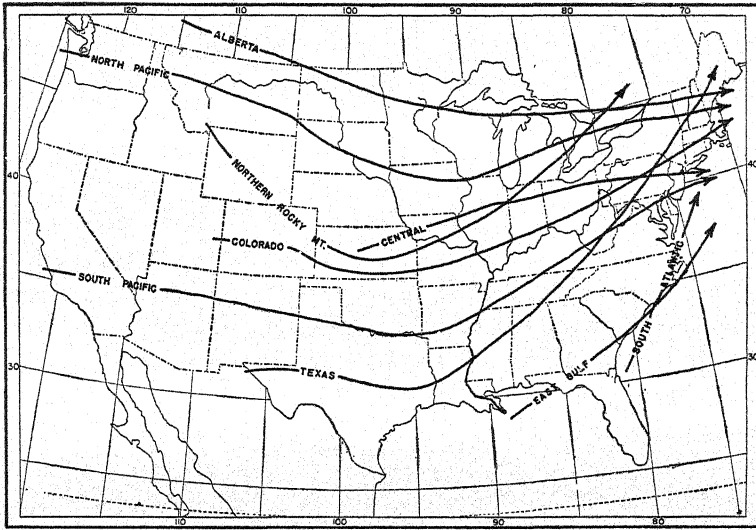 120
110
100
90
80
70
ALBERTA
NORTH PACIFIC
NORTHERN ROCKY MT.
40
40
CENTRAL
COLORADO
SOUTH PACIFIC
SOUTH ATLANTIC
TEXAS
EAST GULF
30
30
110
100
90
80